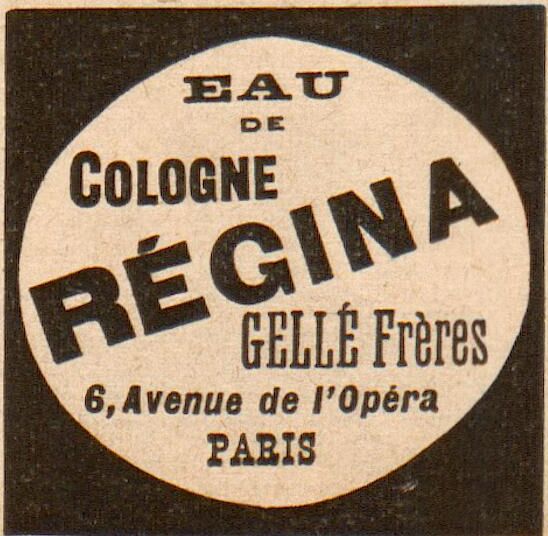 EAU
DE
COLOGNE
RÉGINA
GELLÉ Frères
6, Avenue de l'Opéra
PARIS